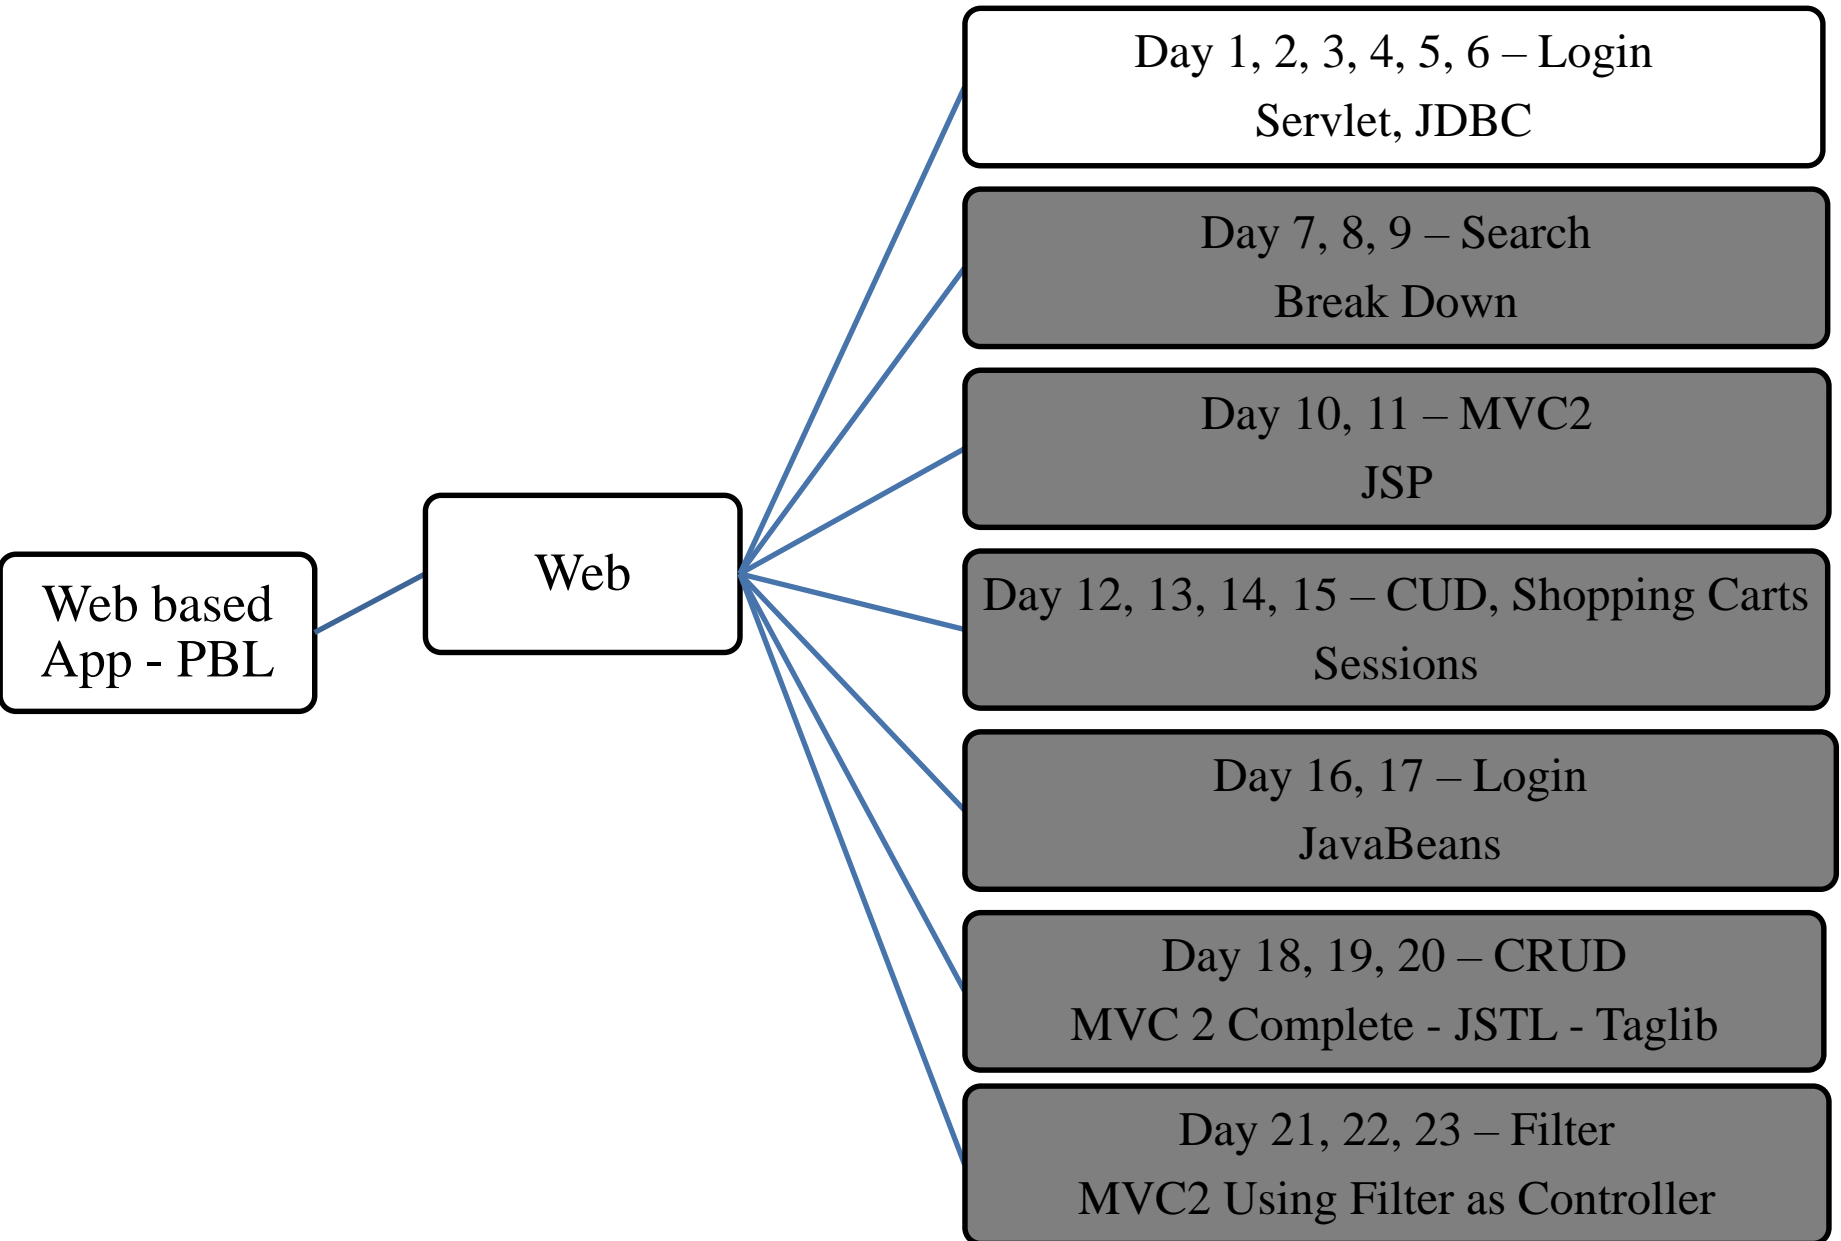 Web based
App - PBL
Web
Day 1, 2, 3, 4, 5, 6 – Login
Servlet, JDBC
Day 7, 8, 9 – Search
Break Down
Day 10, 11 – MVC2
JSP
Day 12, 13, 14, 15 – CUD, Shopping Carts
Sessions
Day 16, 17 – Login
JavaBeans
Day 18, 19, 20 – CRUD
MVC 2 Complete - JSTL - Taglib
Day 21, 22, 23 – Filter
MVC2 Using Filter as Controller